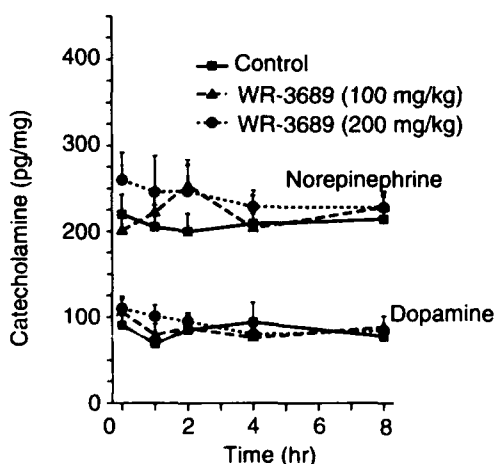 400
300
250
200
100
0
Catecholamine (pg/mg)
Control
WR-3689 (100 mg/kg)
WR-3689 (200 mg/kg)
Norepinephrine
Dopamine
0 2 4 6 8
Time (hr)